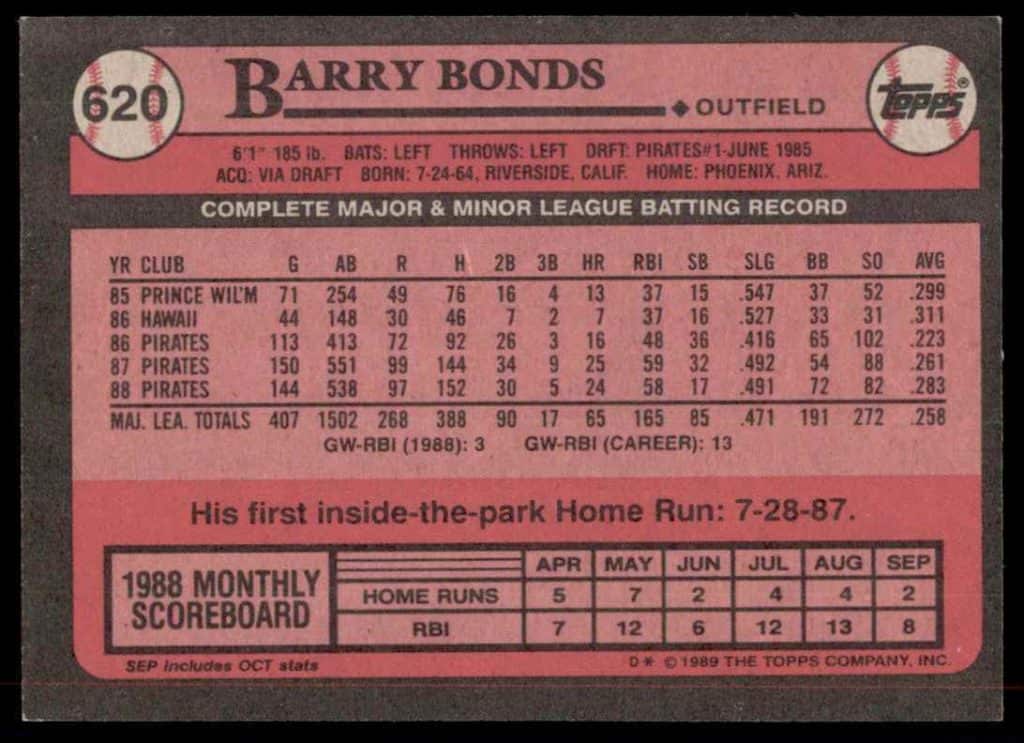 620
BARRY BONDS
OUTFIELD
Topps®
6'1" 185 lb. BATS: LEFT THROWS: LEFT DRFT: PIRATES#1-JUNE 1985
ACQ: VIA DRAFT BORN: 7-24-64, RIVERSIDE, CALIF. HOME: PHOENIX, ARIZ.
COMPLETE MAJOR & MINOR LEAGUE BATTING RECORD
YR CLUB G AB R H 2B 3B HR RBI SB SLG BB SO AVG
85 PRINCE WIL'M 71 254 49 76 16 4 13 37 15 .547 37 52 .299
86 HAWAII 44 148 30 46 7 2 7 37 16 .527 33 31 .311
86 PIRATES 113 413 72 92 26 3 16 48 36 .416 65 102 .223
87 PIRATES 150 551 99 144 34 9 25 59 32 .492 54 88 .261
88 PIRATES 144 538 97 152 30 5 24 58 17 .491 72 82 .283
MAJ. LEA. TOTALS 407 1502 268 388 90 17 65 165 85 .471 191 272 .258
GW-RBI (1988): 3 GW-RBI (CAREER): 13
His first inside-the-park Home Run: 7-28-87.
1988 MONTHLY
SCOREBOARD
APR MAY JUN JUL AUG SEP
HOME RUNS 5 7 2 4 4 2
RBI 7 12 6 12 13 8
SEP includes OCT stats
D* © 1989 THE TOPPS COMPANY, INC.